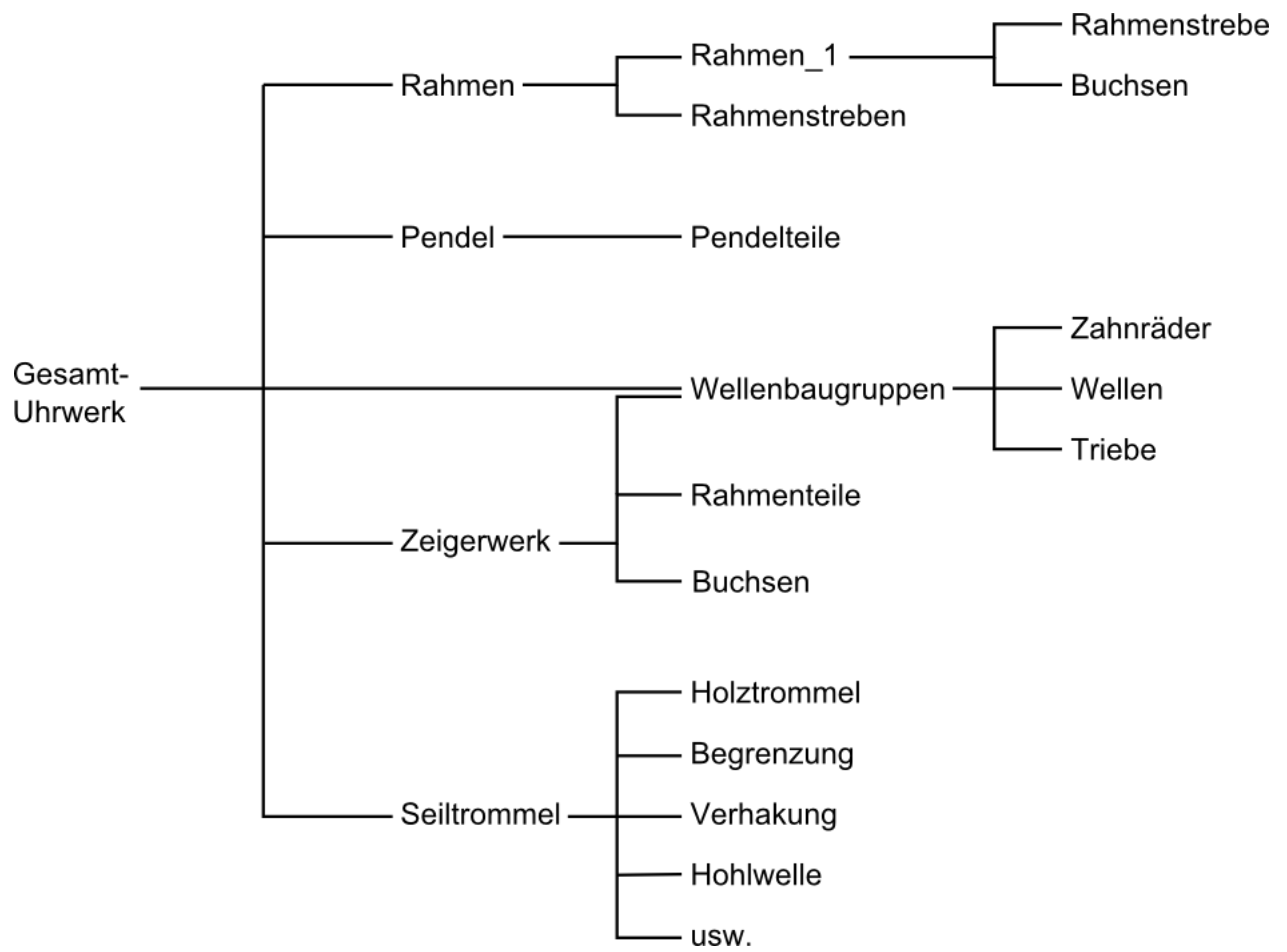 Rahmenstrebe
Rahmen_1
Rahmen
Buchsen
Rahmenstreben
Pendel
Pendelteile
Zahnräder
Gesamt-
Uhrwerk
Wellenbaugruppen
Wellen
Triebe
Rahmenteile
Zeigerwerk
Buchsen
Holztrommel
Begrenzung
Seiltrommel
Verhakung
Hohlwelle
usw.